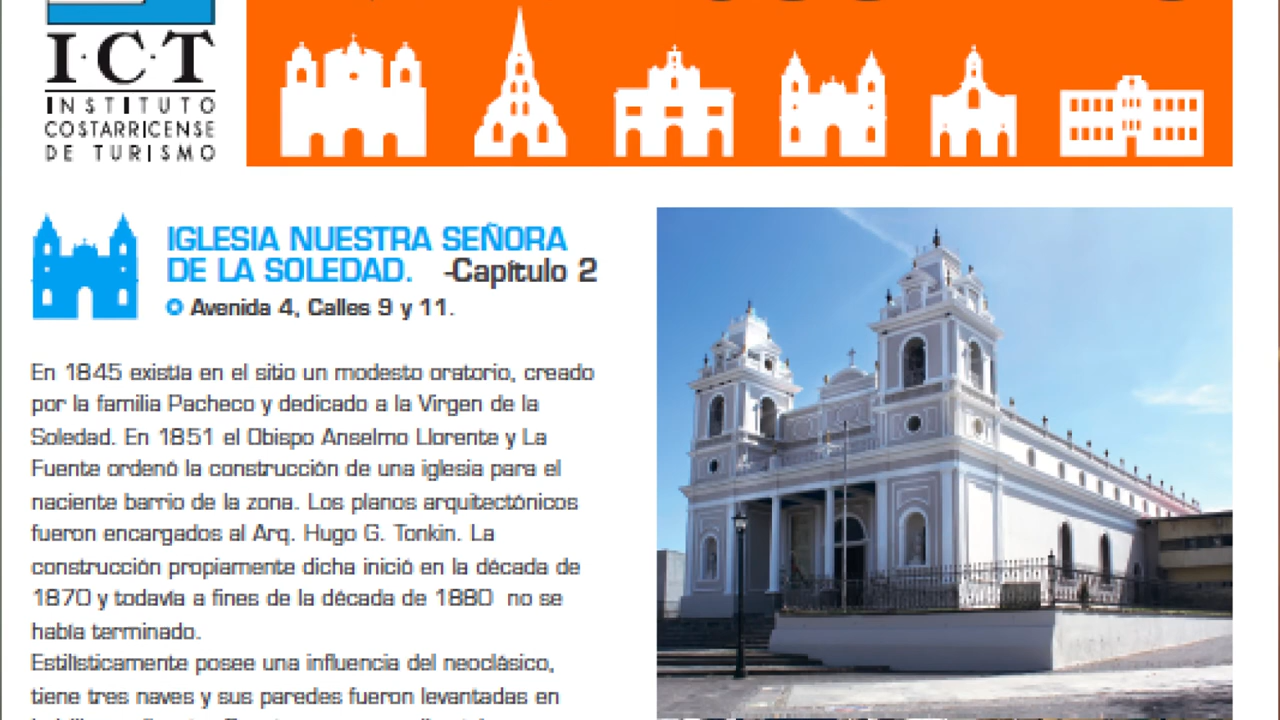 I·C·T
INSTITUTO
COSTARRICENSE
DE TURISMO
IGLESIA NUESTRA SEÑORA
DE LA SOLEDAD. -Capítulo 2
Avenida 4, Calles 9 y 11.
En 1845 existía en el sitio un modesto oratorio, creado
por la familia Pacheco y dedicado a la Virgen de la
Soledad. En 1851 el Obispo Anselmo Llorente y La
Fuente ordenó la construcción de una iglesia para el
naciente barrio de la zona. Los planos arquitectónicos
fueron encargados al Arq. Hugo G. Tonkin. La
construcción propiamente dicha inició en la década de
1870 y todavía a fines de la década de 1880 no se
había terminado.
Estilísticamente posee una influencia del neoclásico,
tiene tres naves y sus paredes fueron levantadas en